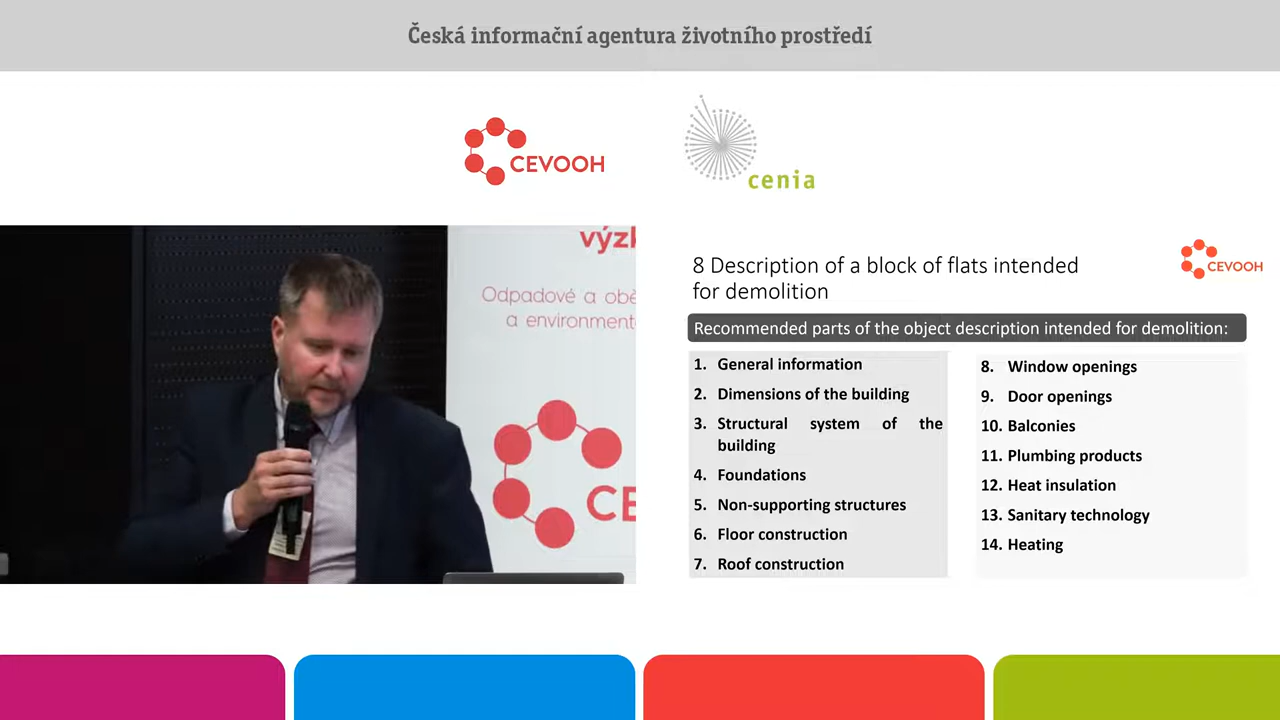 Česká informační agentura životního prostředí
CEVOOH
cenia
výzk
Odpadové a obě
a environment
CE
8 Description of a block of flats intended
for demolition
CEVOOH
Recommended parts of the object description intended for demolition:
1. General information
2. Dimensions of the building
3. Structural system of the
building
4. Foundations
5. Non-supporting structures
6. Floor construction
7. Roof construction
8. Window openings
9. Door openings
10. Balconies
11. Plumbing products
12. Heat insulation
13. Sanitary technology
14. Heating